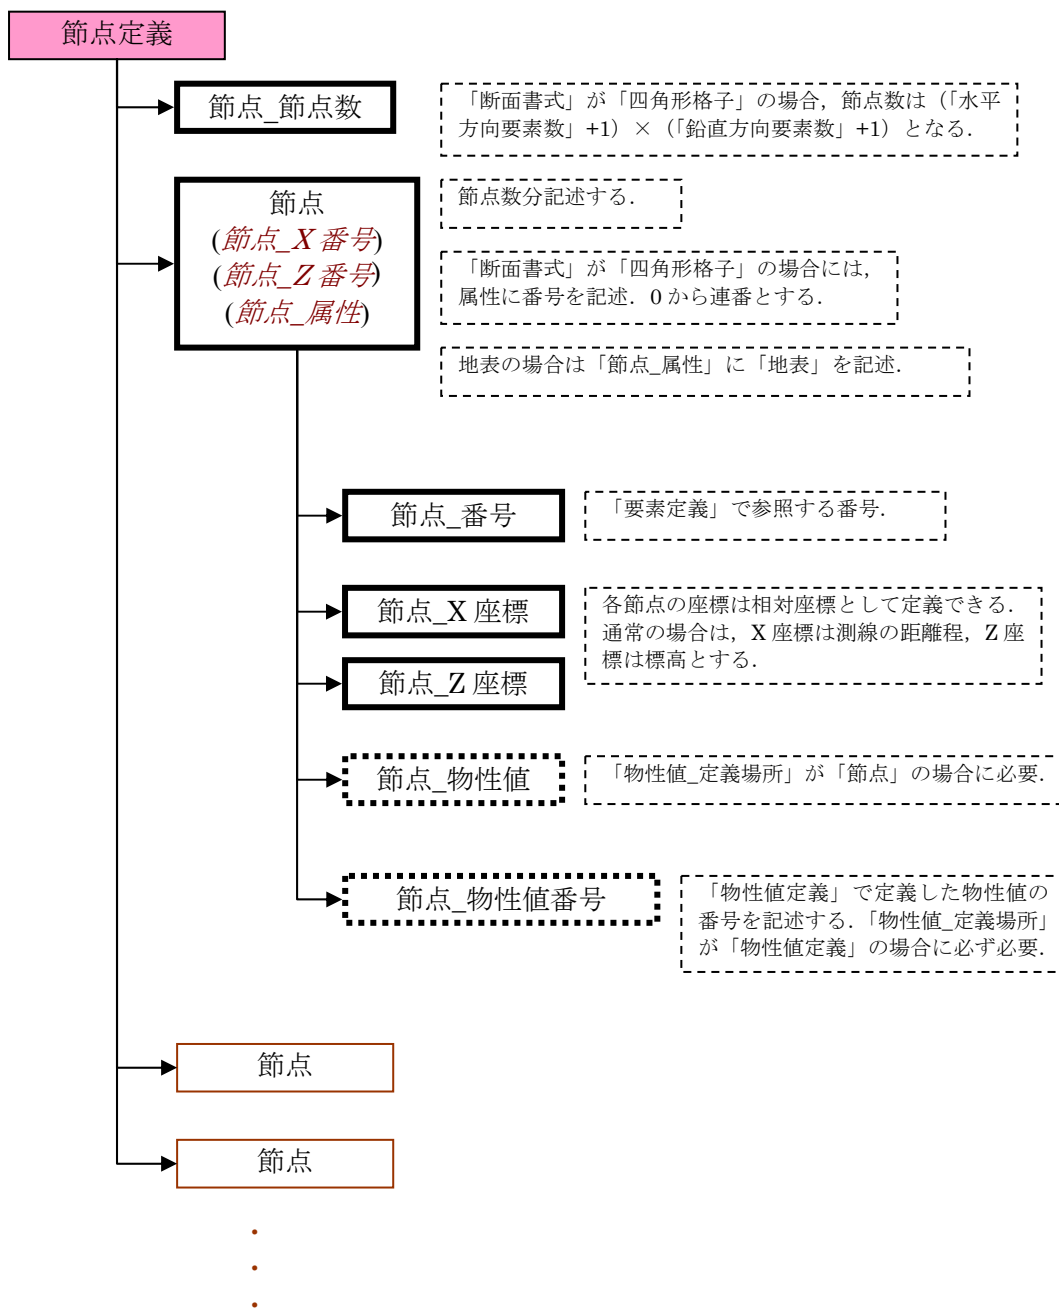 節点定義
節点_節点数
「断面書式」が「四角形格子」の場合，節点数は（「水平
方向要素数」+1）×（「鉛直方向要素数」+1）となる．
節点
(節点_X 番号)
(節点_Z 番号)
(節点_属性)
節点数分記述する．
「断面書式」が「四角形格子」の場合には，
属性に番号を記述．0 から連番とする．
地表の場合は「節点_属性」に「地表」を記述．
節点_番号
「要素定義」で参照する番号．
節点_X 座標
各節点の座標は相対座標として定義できる．
通常の場合は，X 座標は測線の距離程，Z 座
標は標高とする．
節点_Z 座標
節点_物性値
「物性値_定義場所」が「節点」の場合に必要．
節点_物性値番号
「物性値定義」で定義した物性値の
番号を記述する．「物性値_定義場所」
が「物性値定義」の場合に必ず必要．
節点
節点
・
・
・